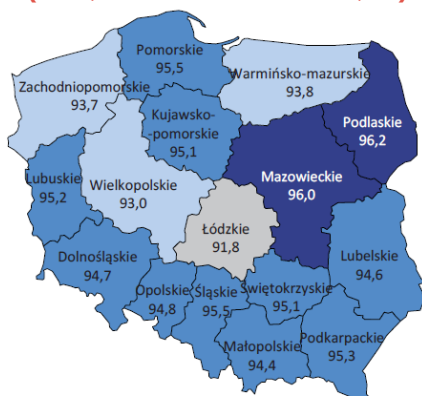 Pomorskie
95,5
Zachodniopomorskie
93,7
Warmińsko-mazurskie
93,8
Kujawsko-
-pomorskie
95,1
Podlaskie
96,2
Lubuskie
95,2
Wielkopolskie
93,0
Mazowieckie
96,0
Łódzkie
91,8
Dolnośląskie
94,7
Lubelskie
94,6
Opolskie
94,8
Śląskie
95,5
Świętokrzyskie
95,1
Małopolskie
94,4
Podkarpackie
95,3